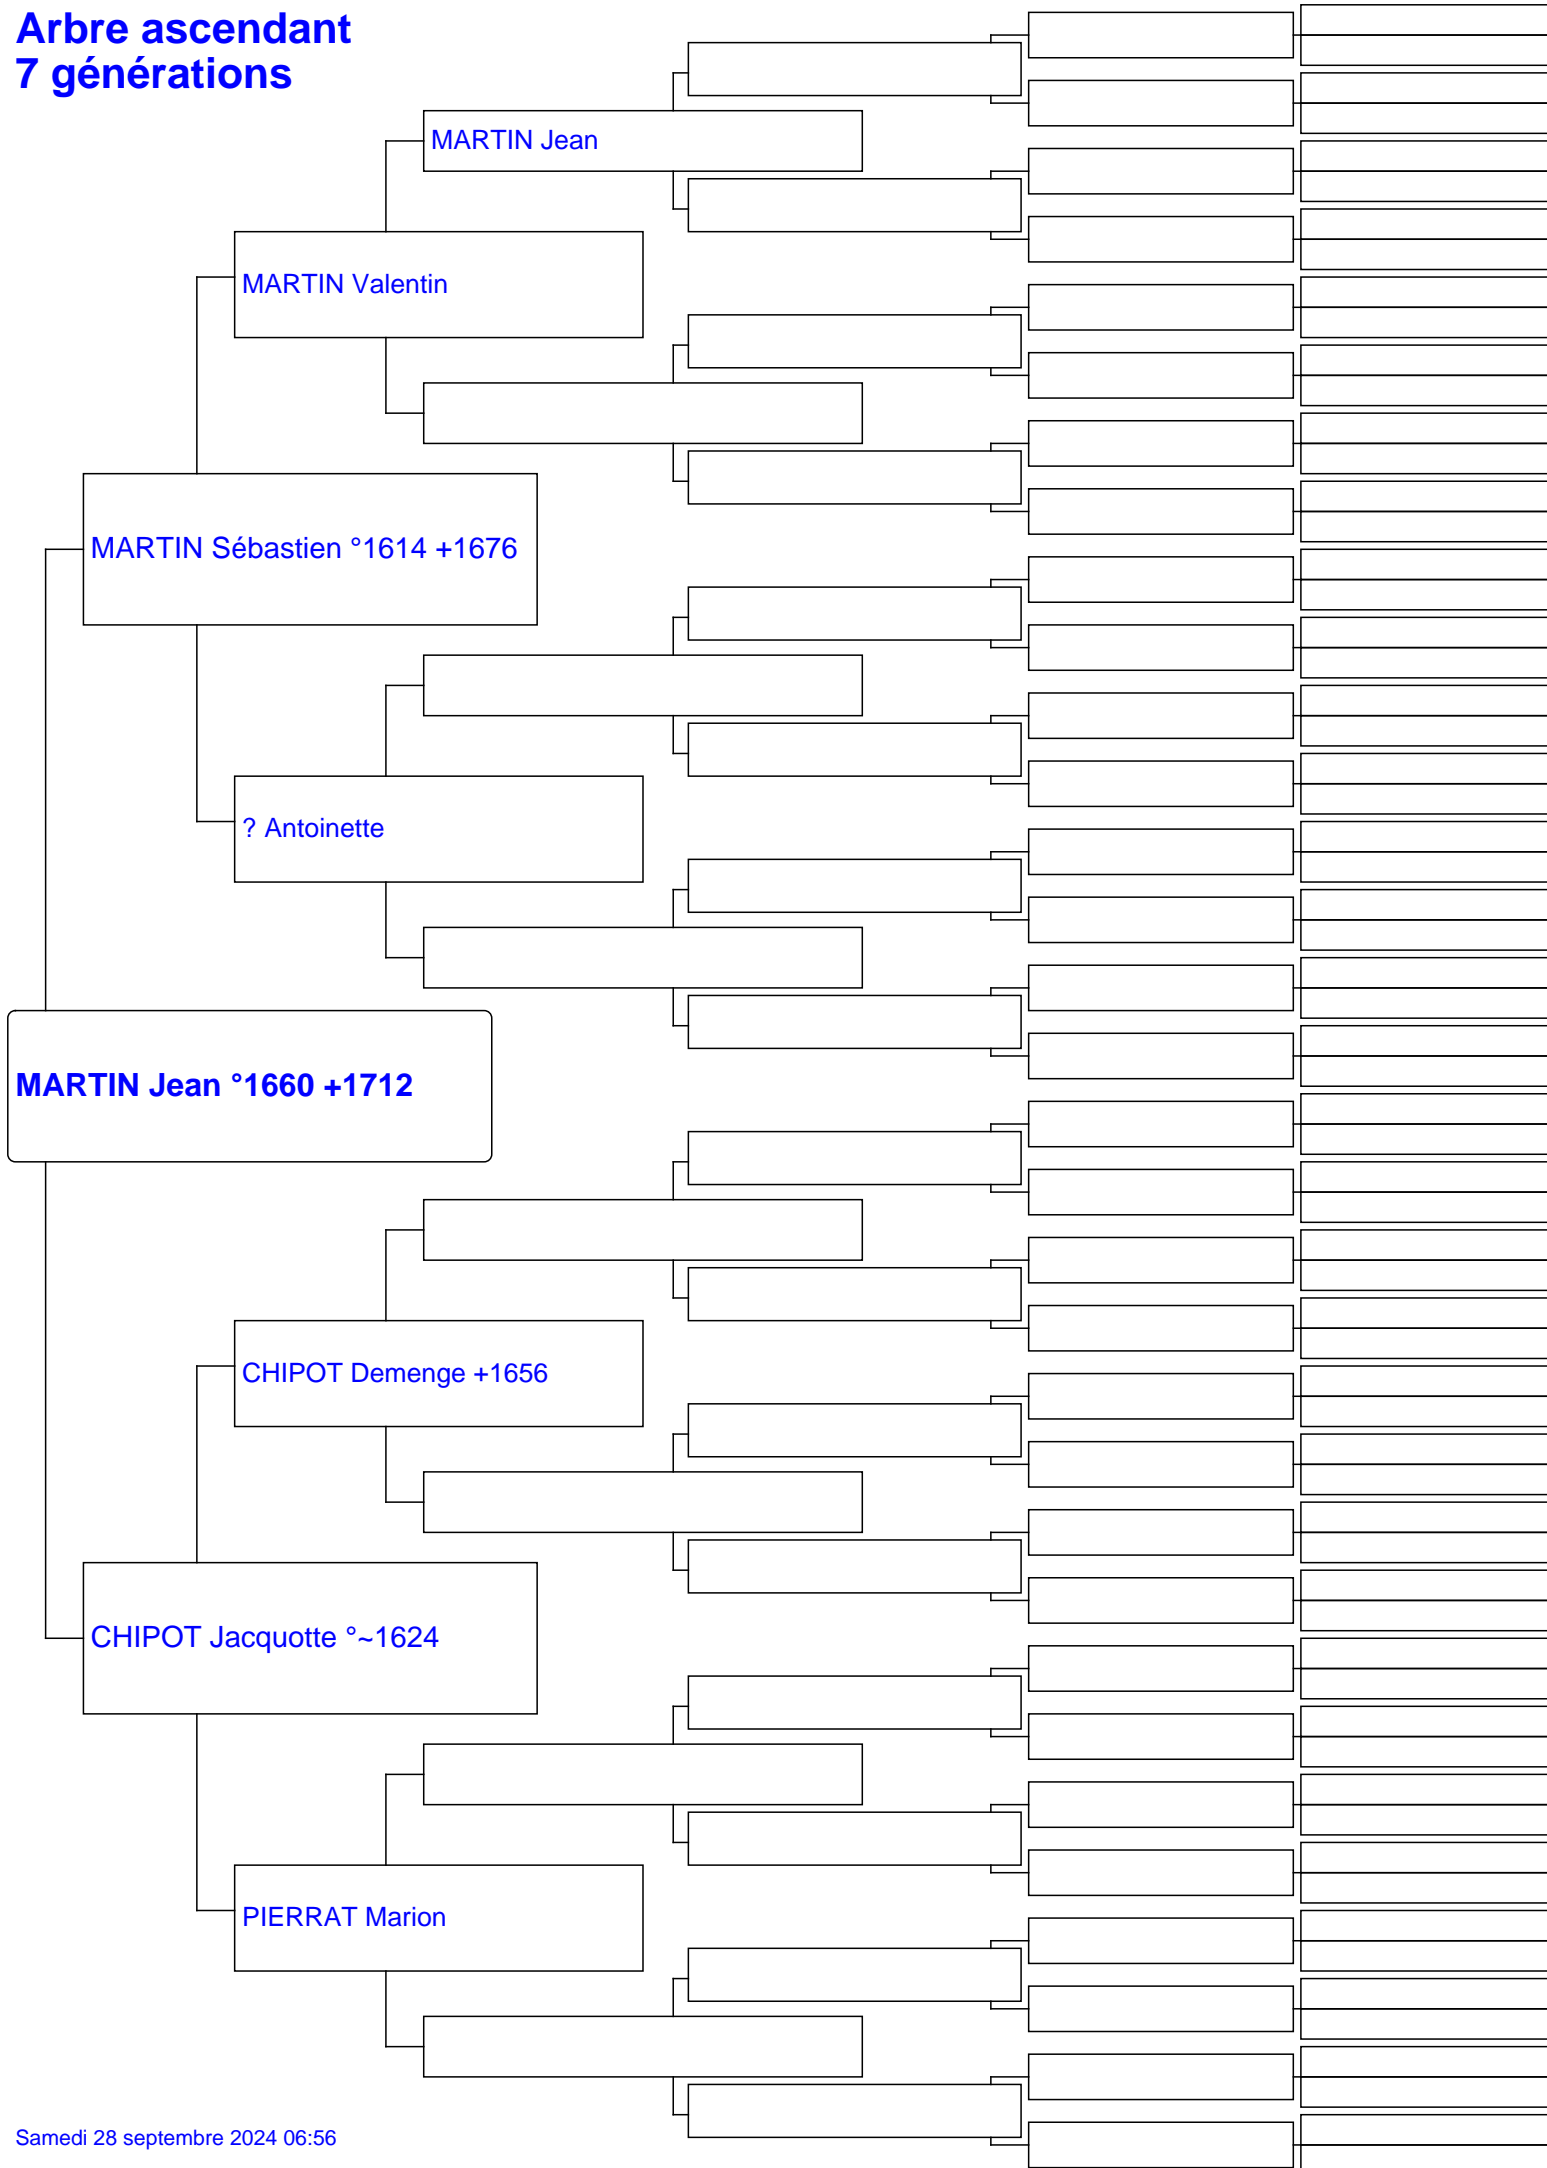 Arbre ascendant
7 générations
MARTIN Jean
MARTIN Valentin
MARTIN Sébastien °1614 +1676
? Antoinette
MARTIN Jean °1660 +1712
CHIPOT Demenge +1656
CHIPOT Jacquotte °~1624
PIERRAT Marion
Samedi 28 septembre 2024 06:56